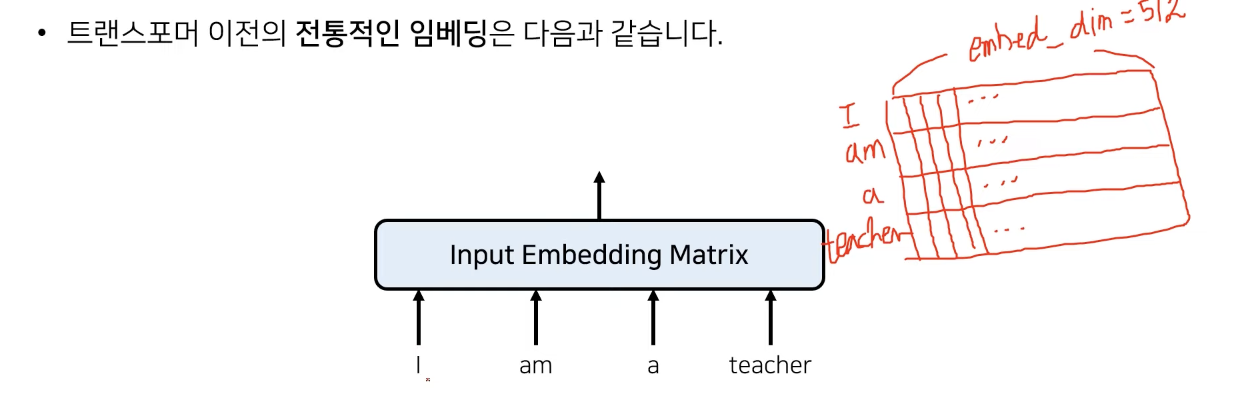 • 트랜스포머 이전의 전통적인 임베딩은 다음과 같습니다.
embed_dim = 512
I ...
am ...
a ...
teacher ...
Input Embedding Matrix
I am a teacher